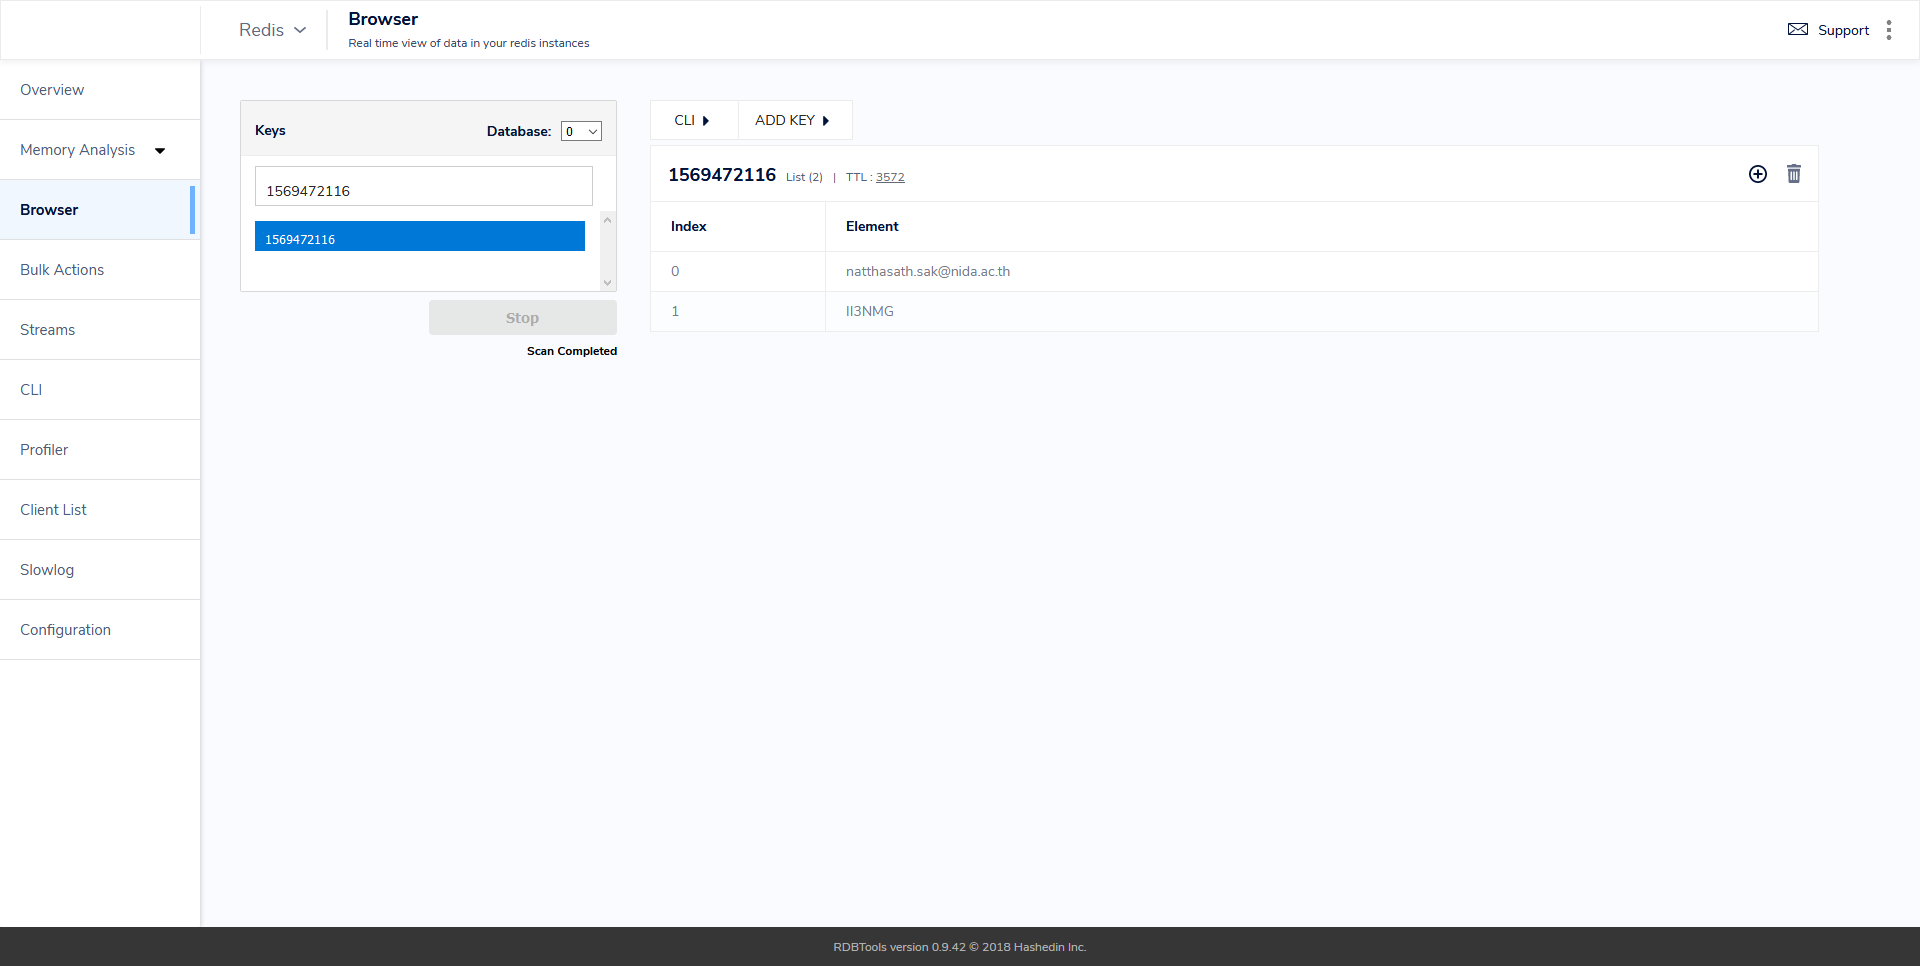 Redis
Browser
Real time view of data in your redis instances
Support
Overview
Memory Analysis
Browser
Bulk Actions
Streams
CLI
Profiler
Client List
Slowlog
Configuration
Keys
Database: 0
1569472116
1569472116
Stop
Scan Completed
CLI
ADD KEY
1569472116 List (2) | TTL : 3572
Index Element
0 natthasath.sak@nida.ac.th
1 II3NMG
RDBTools version 0.9.42 © 2018 Hashedin Inc.